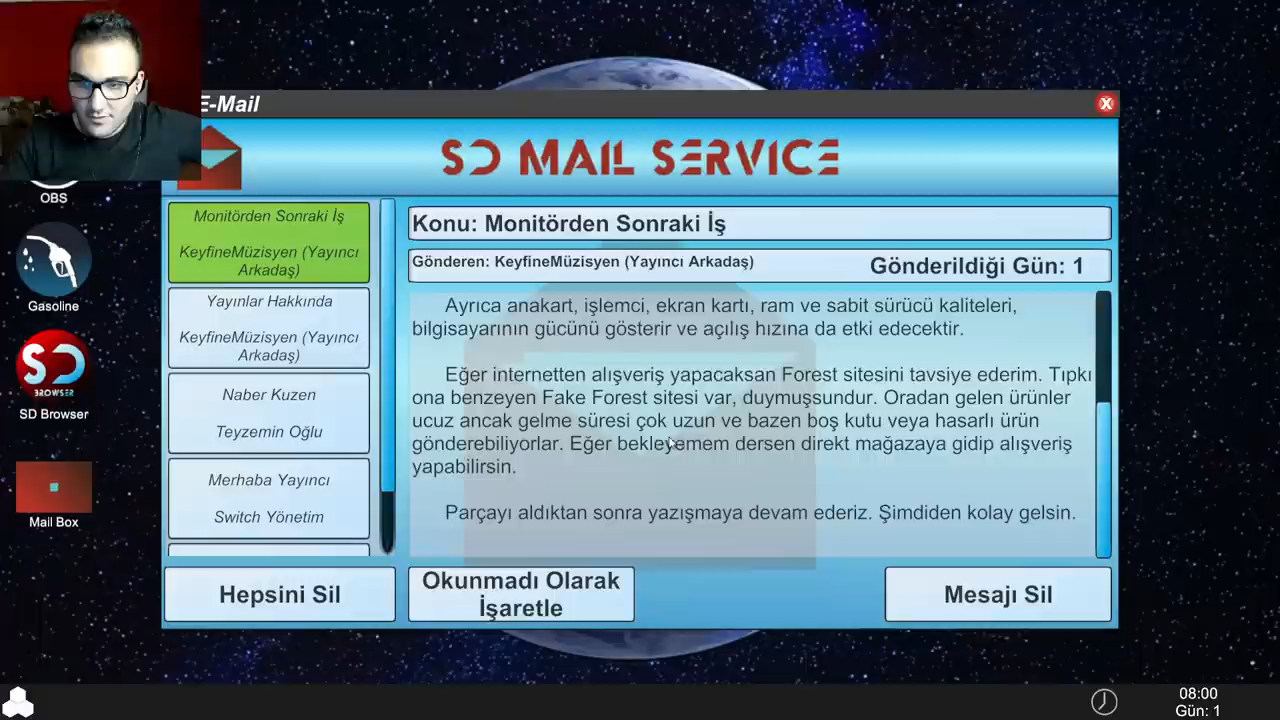 E-Mail
X
SD MAIL SERVICE
OBS
Gasoline
SD
BROWSER
SD Browser
Mail Box
Monitörden Sonraki İş
KeyfineMüzisyen (Yayıncı
Arkadaş)
Yayınlar Hakkında
KeyfineMüzisyen (Yayıncı
Arkadaş)
Naber Kuzen
Teyzemin Oğlu
Merhaba Yayıncı
Switch Yönetim
Konu: Monitörden Sonraki İş
Gönderen: KeyfineMüzisyen (Yayıncı Arkadaş)
Gönderildiği Gün: 1
Ayrıca anakart, işlemci, ekran kartı, ram ve sabit sürücü kaliteleri,
bilgisayarının gücünü gösterir ve açılış hızına da etki edecektir.
Eğer internetten alışveriş yapacaksan Forest sitesini tavsiye ederim. Tıpkı
ona benzeyen Fake Forest sitesi var, duymuşsundur. Oradan gelen ürünler
ucuz ancak gelme süresi çok uzun ve bazen boş kutu veya hasarlı ürün
gönderebiliyorlar. Eğer bekleyemem dersen direkt mağazaya gidip alışveriş
yapabilirsin.
Parçayı aldıktan sonra yazışmaya devam ederiz. Şimdiden kolay gelsin.
Hepsini Sil
Okunmadı Olarak
İşaretle
Mesajı Sil
08:00
Gün: 1